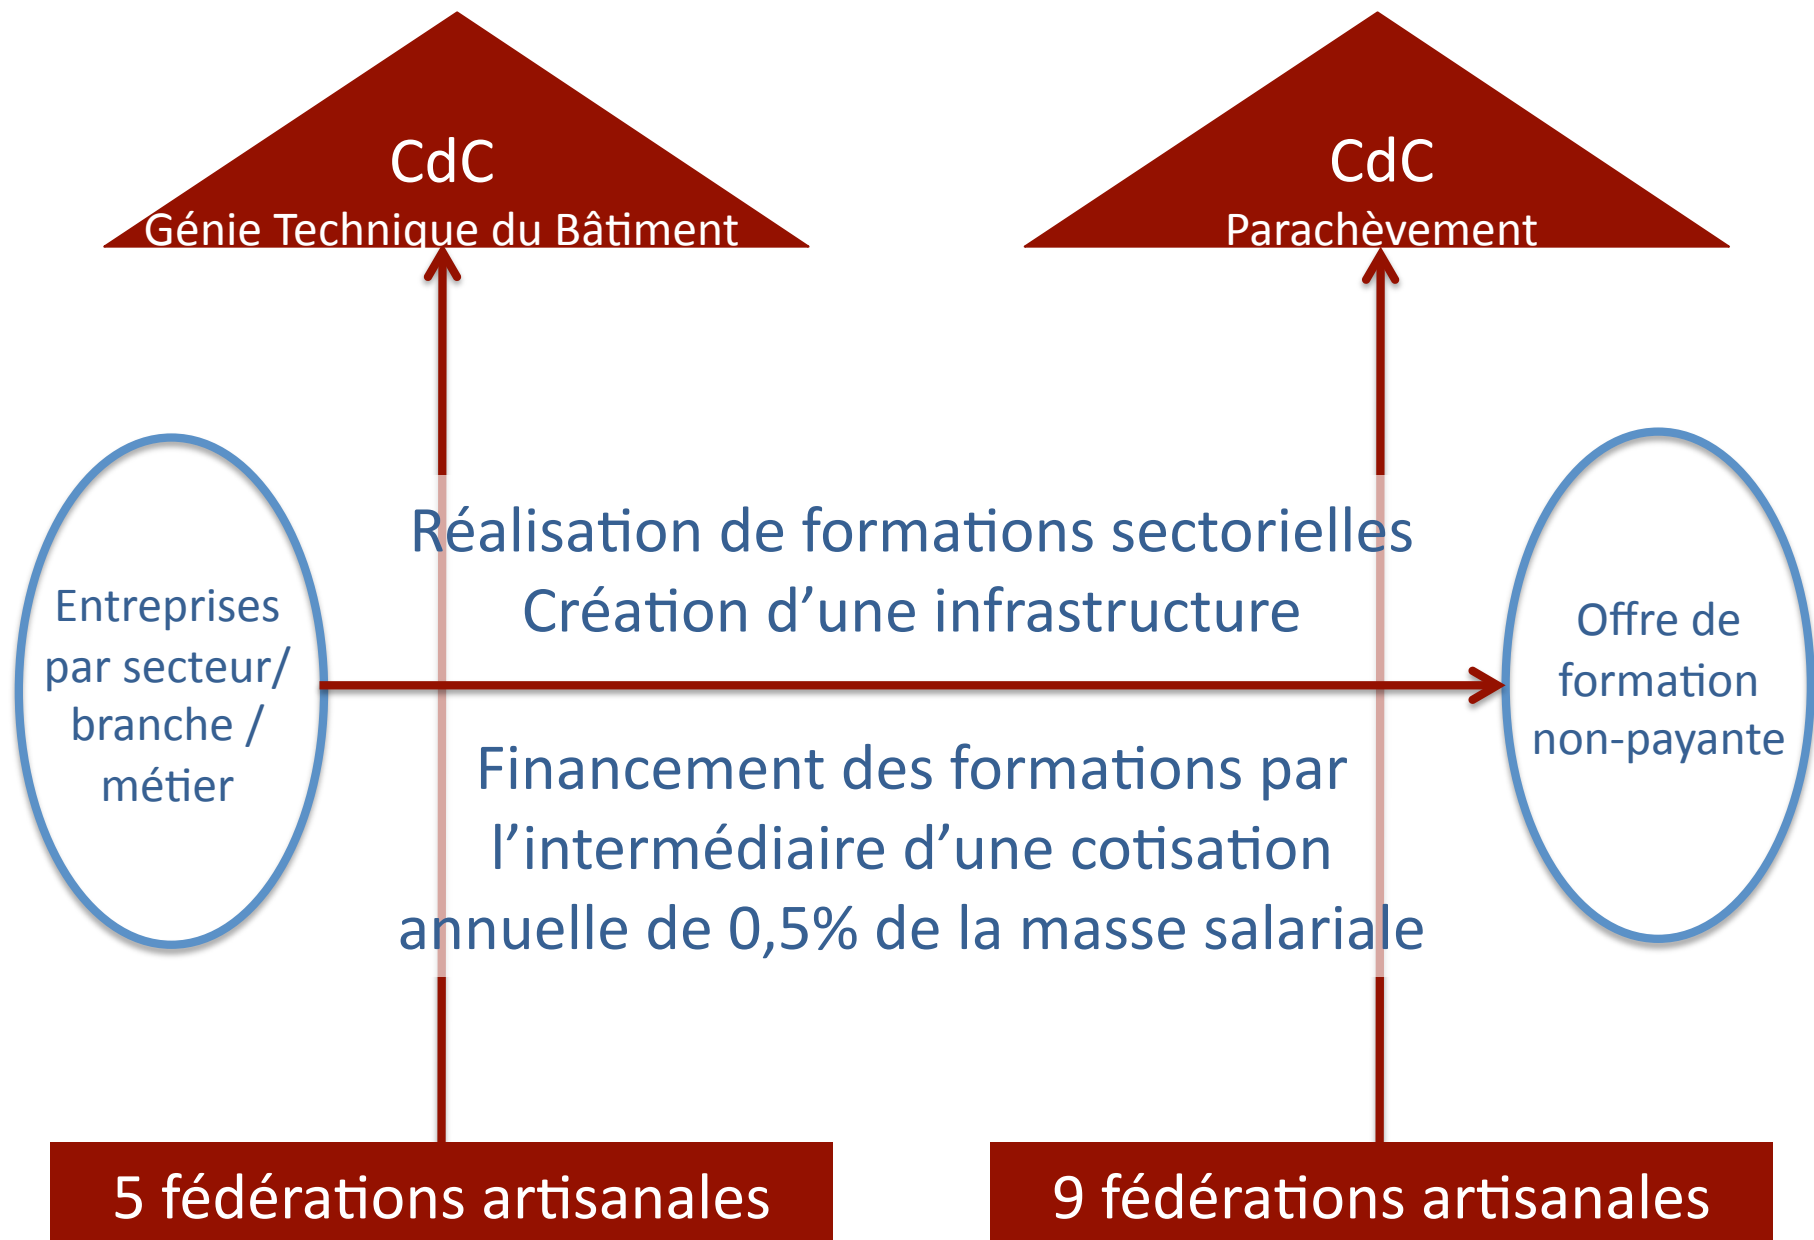 CdC
Génie Technique du Bâtiment
CdC
Parachèvement
Entreprises
par secteur/
branche /
métier
Réalisation de formations sectorielles
Création d’une infrastructure
Financement des formations par
l’intermédiaire d’une cotisation
annuelle de 0,5% de la masse salariale
Offre de
formation
non-payante
5 fédérations artisanales
9 fédérations artisanales